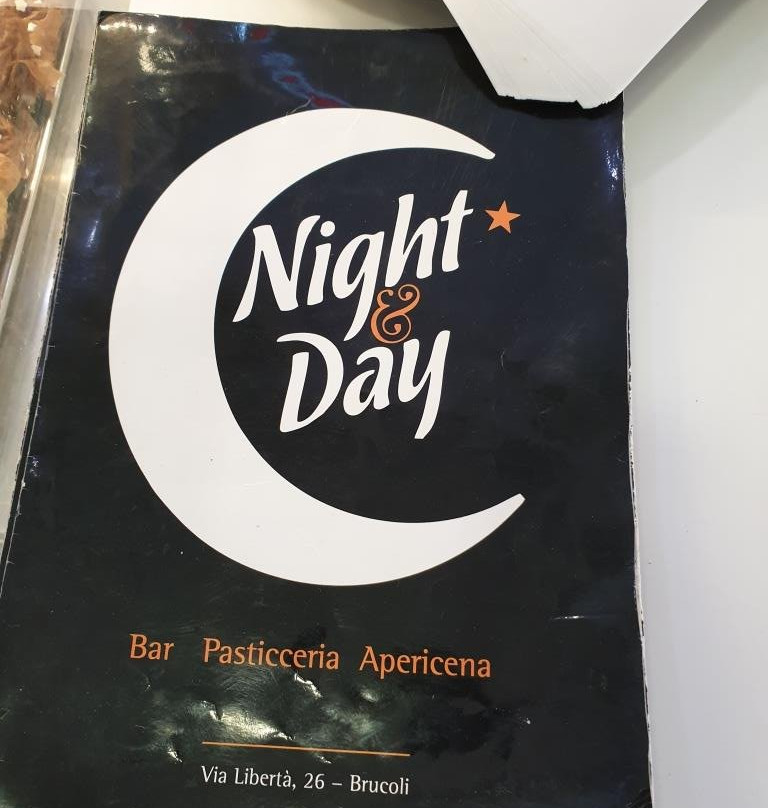 Night
&
Day
Bar Pasticceria Apericena
Via Libertà, 26 – Brucoli